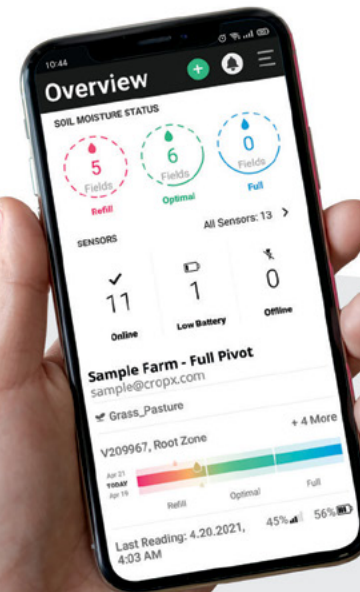 10:44
Overview
SOIL MOISTURE STATUS
5 6 0
Fields Fields Fields
Refill Optimal Full
SENSORS All Sensors: 13 >
11 1 0
Online Low Battery Offline
Sample Farm - Full Pivot
sample@cropx.com
Grass_Pasture
V209967, Root Zone + 4 More
Apr 21
TODAY
Apr 19
Refill Optimal Full
Last Reading: 4.20.2021, 45% 56%
4:03 AM